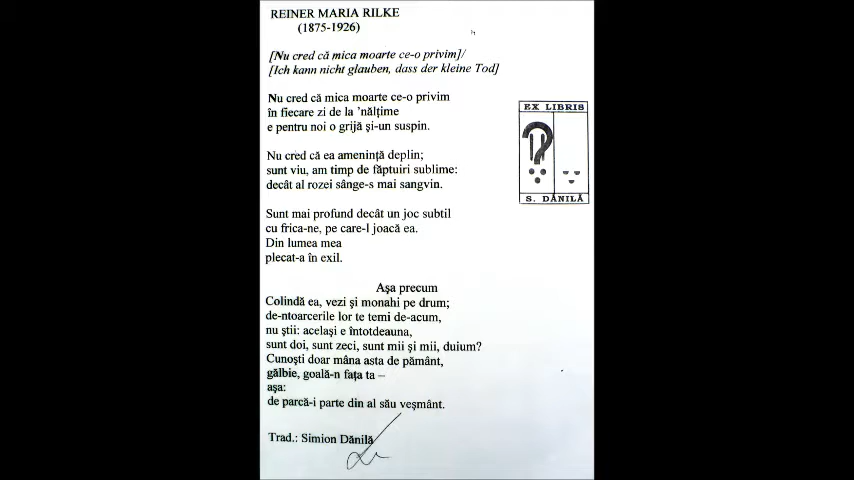 REINER MARIA RILKE
(1875-1926)
[Nu cred că mica moarte ce-o privim]/
[Ich kann nicht glauben, dass der kleine Tod]
Nu cred că mica moarte ce-o privim
în fiecare zi de la ’nălţime
e pentru noi o grijă şi-un suspin.
Nu cred că ea ameninţă deplin;
sunt viu, am timp de făptuiri sublime:
decât al rozei sânge-s mai sangvin.
Sunt mai profund decât un joc subtil
cu frica-ne, pe care-l joacă ea.
Din lumea mea
plecat-a în exil.
Aşa precum
Colindă ea, vezi şi monahi pe drum;
de-ntoarcerile lor te temi de-acum,
nu ştii: acelaşi e întotdeauna,
sunt doi, sunt zeci, sunt mii şi mii, duium?
Cunoşti doar mâna asta de pământ,
gălbie, goală-n faţa ta –
aşa:
de parcă-i parte din al său veşmânt.
Trad.: Simion Dănilă
EX LIBRIS
S. DĂNILĂ